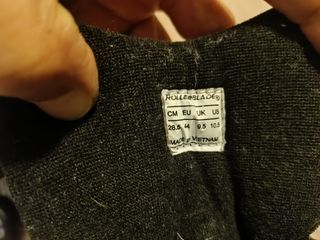 ROLLERBLADE®
CM EU UK US
28.5 44 9.5 10.5
MADE IN VIETNAM